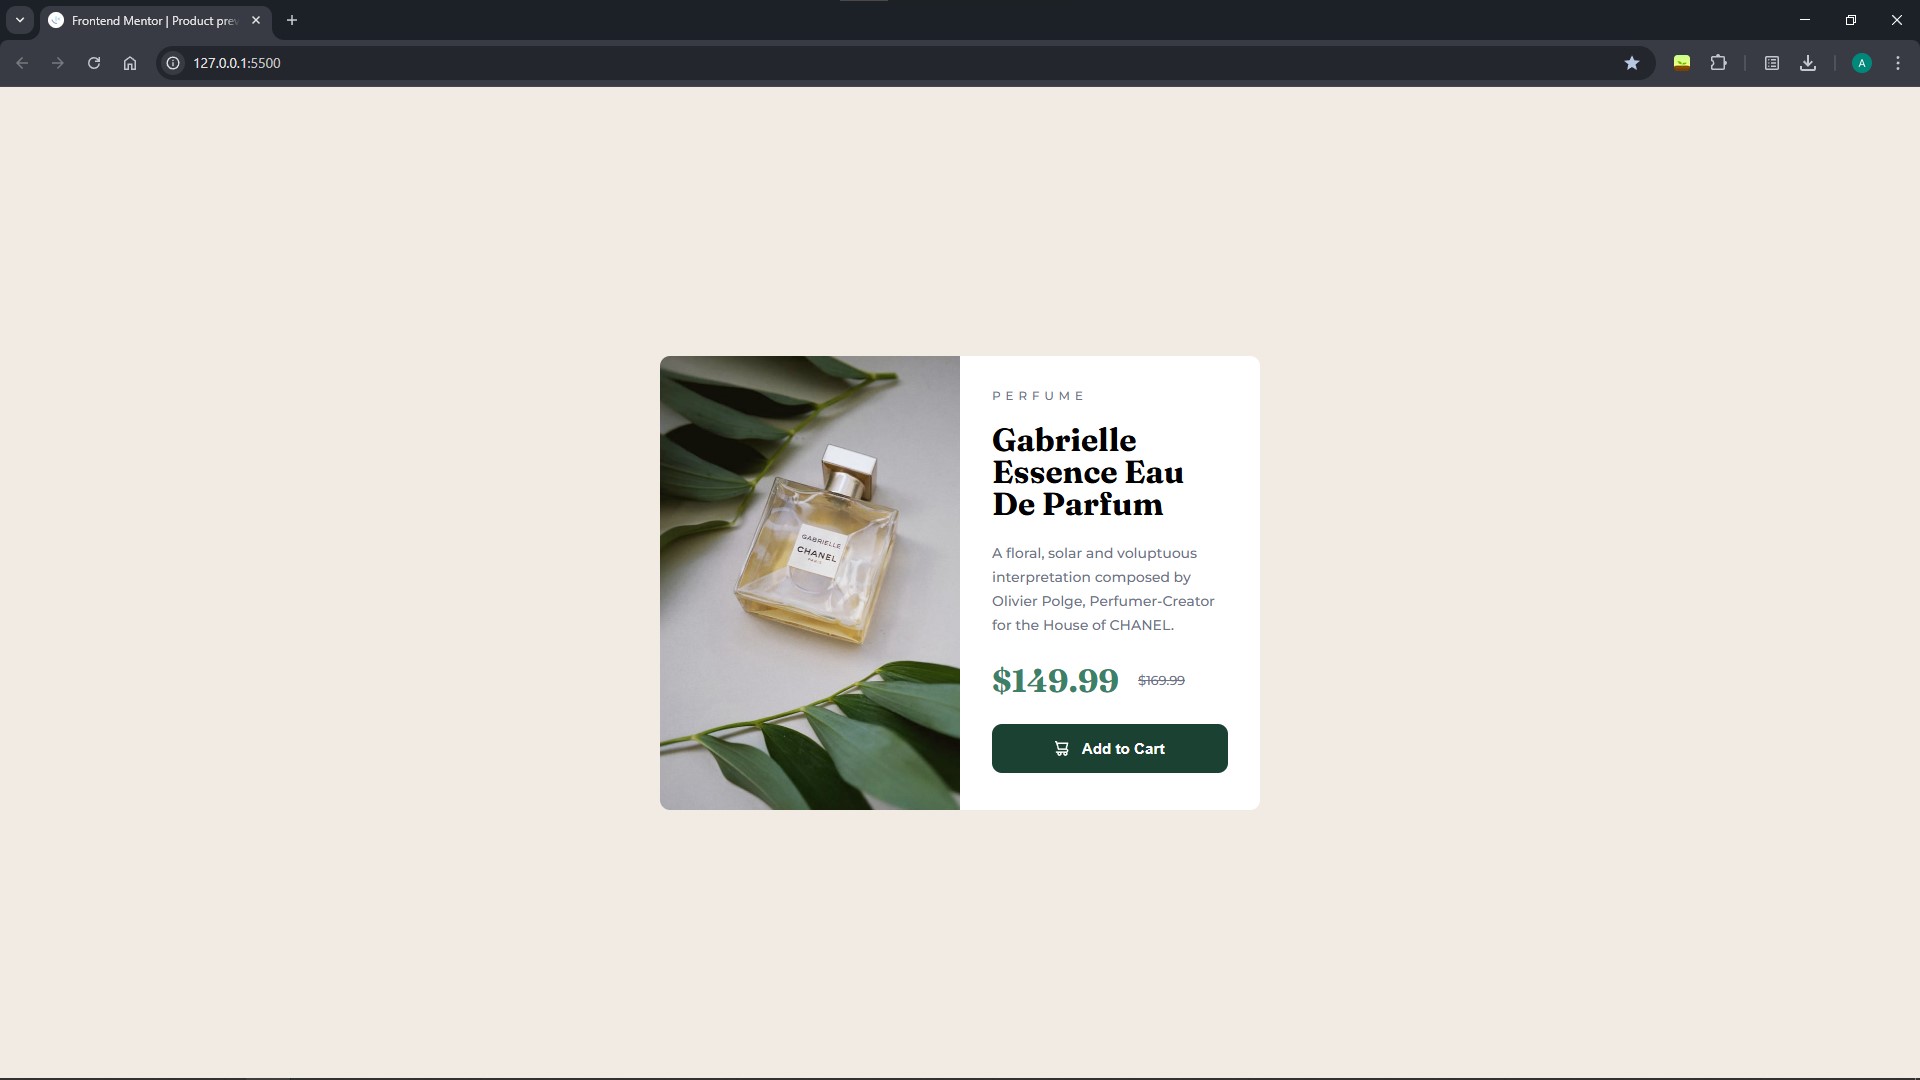 Frontend Mentor | Product prev
127.0.0.1:5500
A
PERFUME
Gabrielle
Essence Eau
De Parfum
A floral, solar and voluptuous
interpretation composed by
Olivier Polge, Perfumer-Creator
for the House of CHANEL.
$149.99 $169.99
Add to Cart
GABRIELLE
CHANEL
PARIS